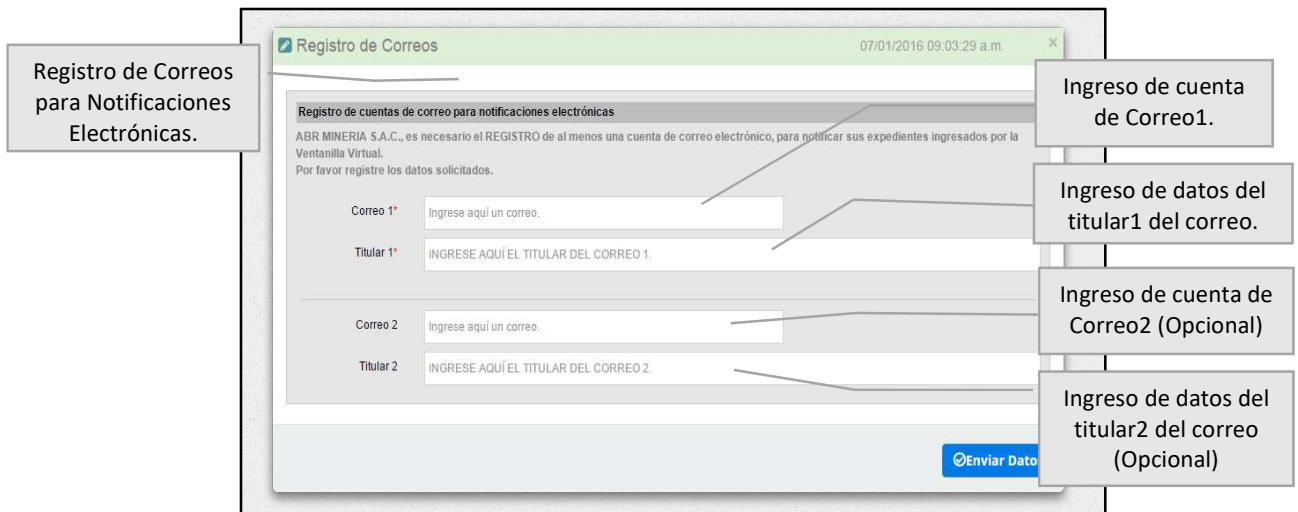 Registro de Correos
07/01/2016 09:03:29 a.m.
×
Registro de Correos
para Notificaciones
Electrónicas.
Ingreso de cuenta
de Correo1.
Registro de cuentas de correo para notificaciones electrónicas
ABR MINERIA S.A.C., es necesario el REGISTRO de al menos una cuenta de correo electrónico, para notificar sus expedientes ingresados por la
Ventanilla Virtual.
Por favor registre los datos solicitados.
Ingreso de datos del
titular1 del correo.
Correo 1*
Ingrese aquí un correo.
Titular 1*
INGRESE AQUÍ EL TITULAR DEL CORREO 1.
Ingreso de cuenta de
Correo2 (Opcional)
Correo 2
Ingrese aquí un correo.
Titular 2
INGRESE AQUÍ EL TITULAR DEL CORREO 2.
Ingreso de datos del
titular2 del correo
(Opcional)
Enviar Dato